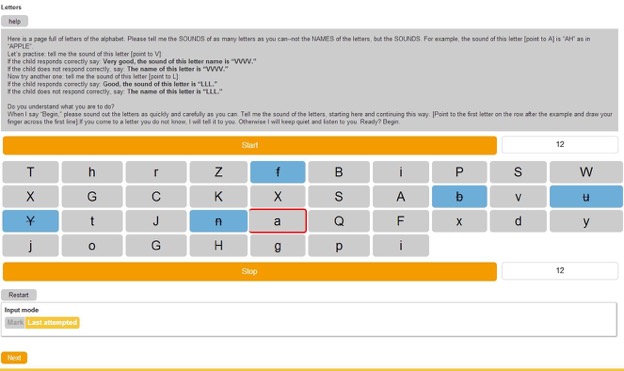 Letters
help
Here is a page full of letters of the alphabet. Please tell me the SOUNDS of as many letters as you can--not the NAMES of the letters, but the SOUNDS. For example, the sound of this letter [point to A] is "AH" as in
"APPLE".
Let's practise: tell me the sound of this letter [point to V]:
If the child responds correctly say: Very good, the sound of this letter name is "VVVV."
If the child does not respond correctly, say: The name of this letter is "VVVV."
Now try another one: tell me the sound of this letter [point to L]:
If the child responds correctly, say: Good, the sound of this letter is "LLL."
If the child does not respond correctly, say: The name of this letter is "LLL."
Do you understand what you are to do?
When I say "Begin," please sound out the letters as quickly and carefully as you can. Tell me the sound of the letters, starting here and continuing this way. [Point to the first letter on the row after the example and draw your
finger across the first line].If you come to a letter you do not know, I will tell it to you. Otherwise I will keep quiet and listen to you. Ready? Begin.
Start 12
T h r Z f B i P S W
X G C K X S A b v u
Y t J n a Q F x d y
j o G H g p i
Stop 12
Restart
Input mode
Mark Last attempted
Next